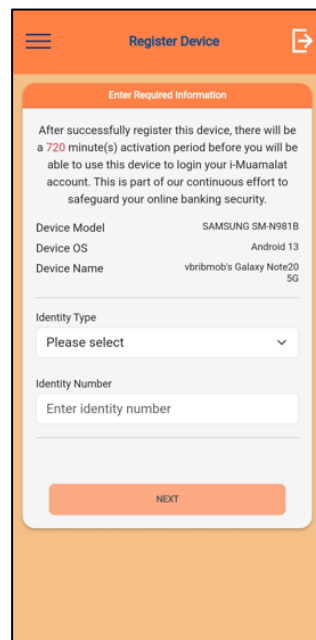 Register Device
Enter Required Information
After successfully register this device, there will be
a 720 minute(s) activation period before you will be
able to use this device to login your i-Muamalat
account. This is part of our continuous effort to
safeguard your online banking security.
Device Model SAMSUNG SM-N981B
Device OS Android 13
Device Name vbribmob's Galaxy Note20
5G
Identity Type
Please select
Identity Number
Enter identity number
NEXT